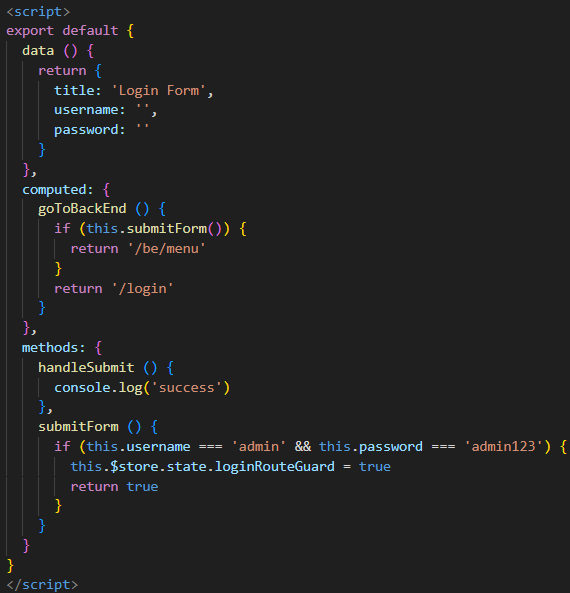 <script>
export default {
  data () {
    return {
      title: 'Login Form',
      username: '',
      password: ''
    }
  },
  computed: {
    goToBackEnd () {
      if (this.submitForm()) {
        return '/be/menu'
      }
      return '/login'
    }
  },
  methods: {
    handleSubmit () {
      console.log('success')
    },
    submitForm () {
      if (this.username === 'admin' && this.password === 'admin123') {
        this.$store.state.loginRouteGuard = true
        return true
      }
    }
  }
}
</script>